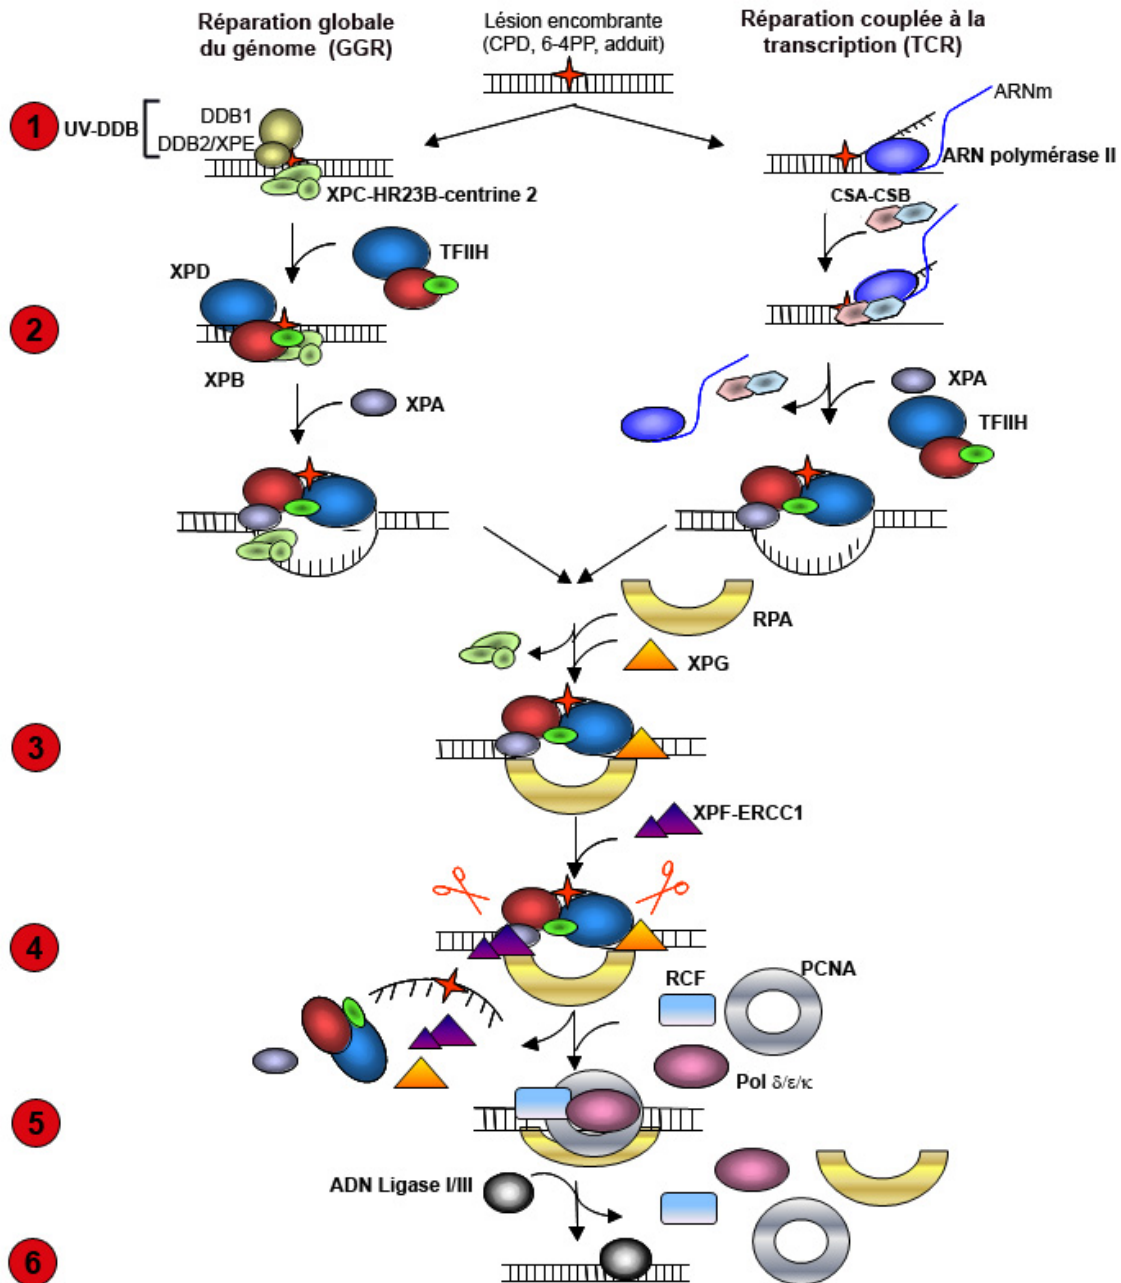 Réparation globale
du génome (GGR)
Lésion encombrante
(CPD, 6-4PP, adduit)
Réparation couplée à la
transcription (TCR)
1
UV-DDB
DDB1
DDB2/XPE
XPC-HR23B-centrine 2
ARNm
ARN polymérase II
CSA-CSB
TFIIH
XPD
2
XPB
XPA
XPA
TFIIH
RPA
XPG
3
XPF-ERCC1
4
RCF
PCNA
Pol δ/ε/κ
5
ADN Ligase I/III
6